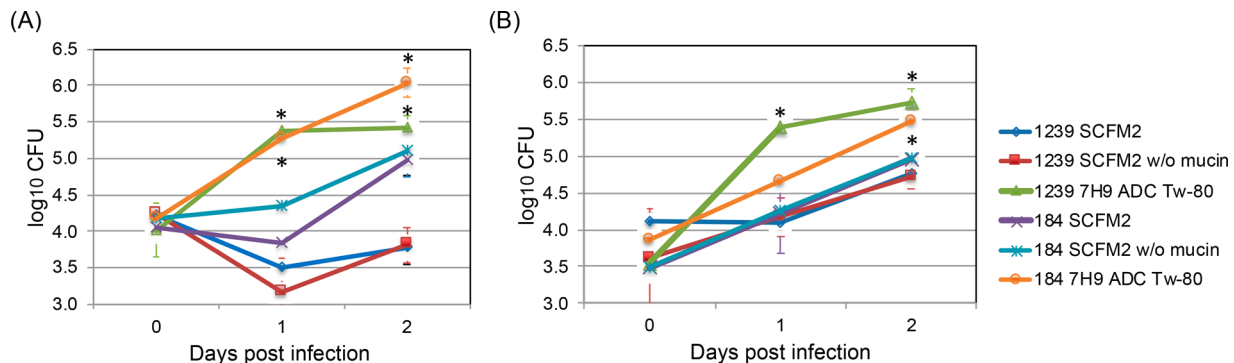 (A)
log10 CFU
6.5
6.0
5.5
5.0
4.5
4.0
3.5
3.0
*
*
*
*
0 1 2
Days post infection
(B)
log10 CFU
6.5
6.0
5.5
5.0
4.5
4.0
3.5
3.0
*
*
*
0 1 2
Days post infection
1239 SCFM2
1239 SCFM2 w/o mucin
1239 7H9 ADC Tw-80
184 SCFM2
184 SCFM2 w/o mucin
184 7H9 ADC Tw-80